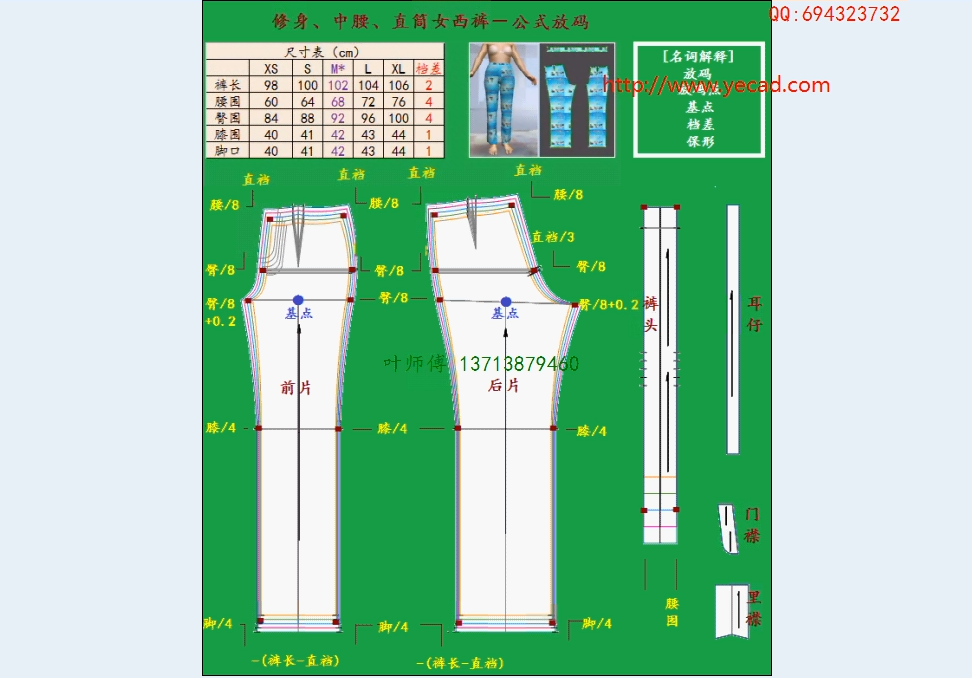 修身、中腰、直筒女西裤－公式放码
QQ:694323732
尺寸表（cm）
XS S M* L XL 档差
裤长 98 100 102 104 106 2
腰围 60 64 68 72 76 4
臀围 84 88 92 96 100 4
膝围 40 41 42 43 44 1
脚口 40 41 42 43 44 1
[名词解释]
放码
http://www.yecad.com
基点
档差
保形
直裆 直裆 直裆 直裆
腰/8 腰/8 腰/8
直裆/3
臀/8 臀/8 臀/8
臀/8+0.2 臀/8 臀/8+0.2
基点 基点
裤头 耳仔
叶师傅 13713879460
前片 后片
膝/4 膝/4 膝/4
门襟
里襟
腰围
脚/4 脚/4 脚/4
-(裤长-直裆) -(裤长-直裆)